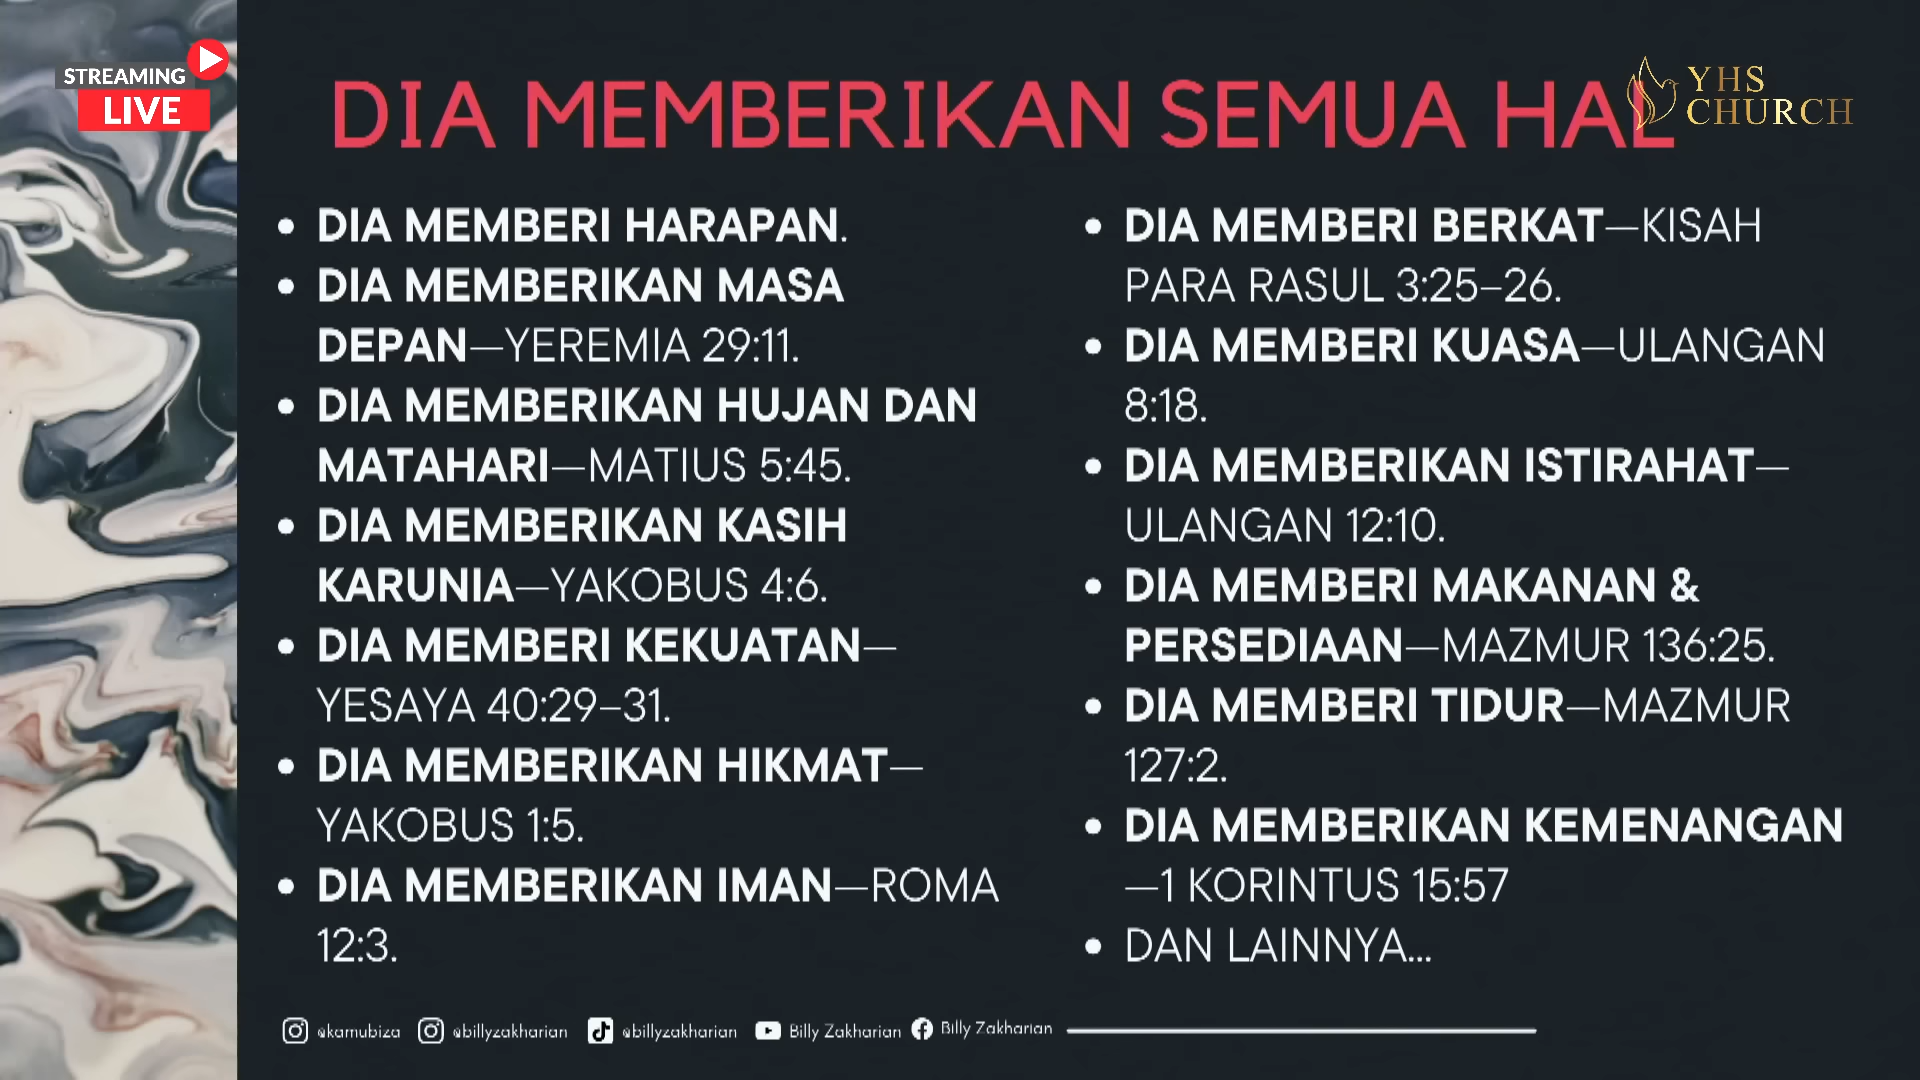 STREAMING
LIVE
DIA MEMBERIKAN SEMUA HAL
YHS
CHURCH
• DIA MEMBERI HARAPAN.
• DIA MEMBERIKAN MASA
DEPAN—YEREMIA 29:11.
• DIA MEMBERIKAN HUJAN DAN
MATAHARI—MATIUS 5:45.
• DIA MEMBERIKAN KASIH
KARUNIA—YAKOBUS 4:6.
• DIA MEMBERI KEKUATAN—
YESAYA 40:29–31.
• DIA MEMBERIKAN HIKMAT—
YAKOBUS 1:5.
• DIA MEMBERIKAN IMAN—ROMA
12:3.
• DIA MEMBERI BERKAT—KISAH
PARA RASUL 3:25–26.
• DIA MEMBERI KUASA—ULANGAN
8:18.
• DIA MEMBERIKAN ISTIRAHAT—
ULANGAN 12:10.
• DIA MEMBERI MAKANAN &
PERSEDIAAN—MAZMUR 136:25.
• DIA MEMBERI TIDUR—MAZMUR
127:2.
• DIA MEMBERIKAN KEMENANGAN
—1 KORINTUS 15:57
• DAN LAINNYA...
@kamubiza @billyzakharian @billyzakharian Billy Zakharian Billy Zakharian